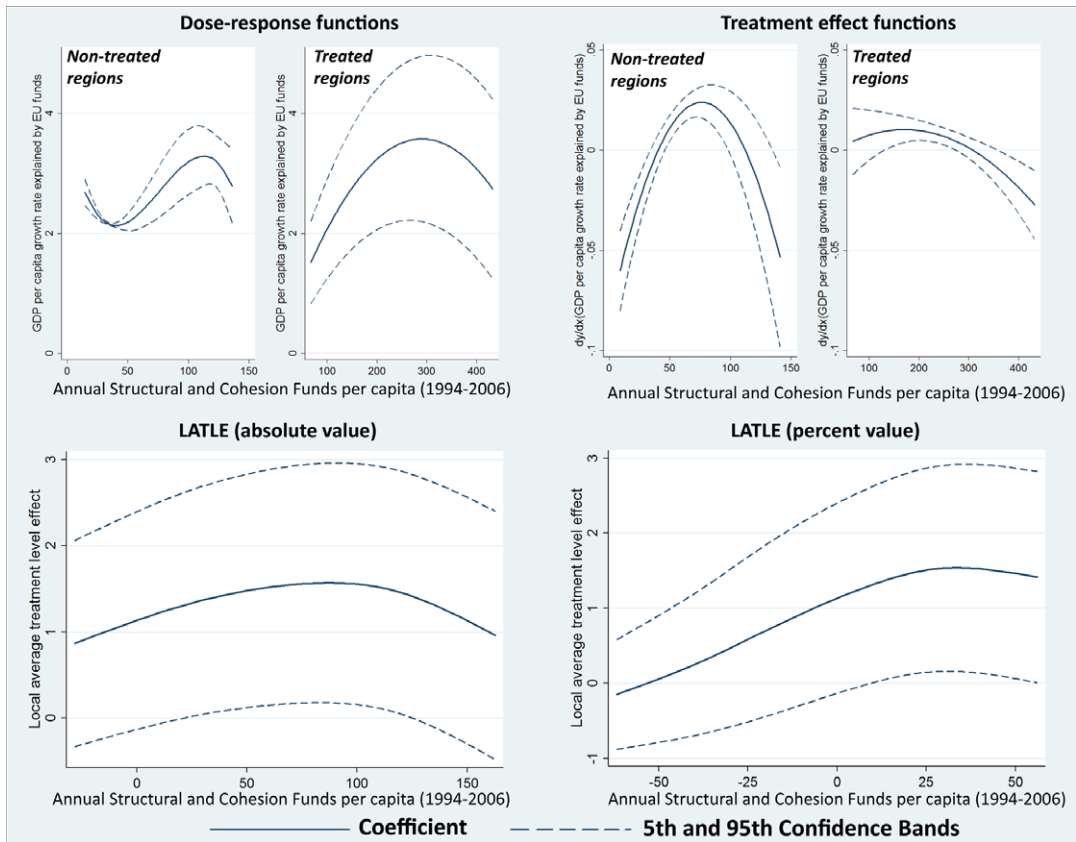 Dose-response functions
Treatment effect functions
GDP per capita growth rate explained by EU funds
Non-treated
regions
4
2
0
0
50
100
150
GDP per capita growth rate explained by EU funds
Treated
regions
4
2
0
100
200
300
400
Annual Structural and Cohesion Funds per capita (1994-2006)
dy/dx(GDP per capita growth rate explained by EU funds)
Non-treated
regions
.05
0
-.05
-.1
0
50
100
150
dy/dx(GDP per capita growth rate explained by EU funds)
Treated
regions
.05
0
-.05
-.1
100
200
300
400
Annual Structural and Cohesion Funds per capita (1994-2006)
LATLE (absolute value)
Local average treatment level effect
3
2
1
0
0
50
100
150
Annual Structural and Cohesion Funds per capita (1994-2006)
LATLE (percent value)
Local average treatment level effect
3
2
1
0
-1
-50
-25
0
25
50
Annual Structural and Cohesion Funds per capita (1994-2006)
Coefficient
5th and 95th Confidence Bands